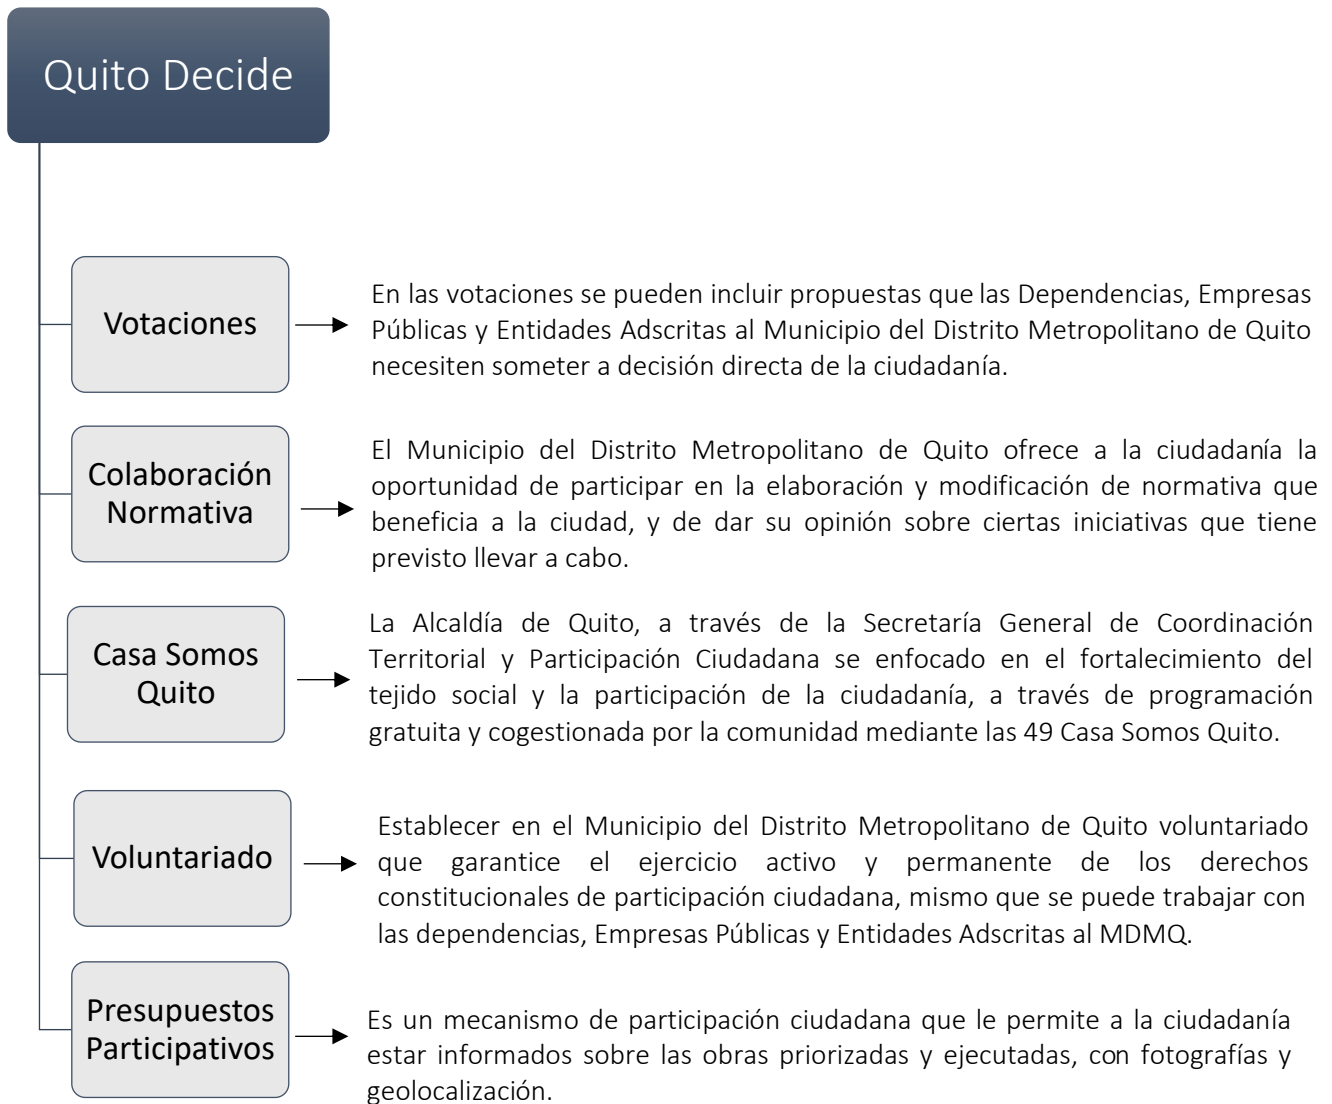 Quito Decide
Votaciones
En las votaciones se pueden incluir propuestas que las Dependencias, Empresas
Públicas y Entidades Adscritas al Municipio del Distrito Metropolitano de Quito
necesiten someter a decisión directa de la ciudadanía.
Colaboración
Normativa
El Municipio del Distrito Metropolitano de Quito ofrece a la ciudadanía la
oportunidad de participar en la elaboración y modificación de normativa que
beneficia a la ciudad, y de dar su opinión sobre ciertas iniciativas que tiene
previsto llevar a cabo.
Casa Somos
Quito
La Alcaldía de Quito, a través de la Secretaría General de Coordinación
Territorial y Participación Ciudadana se enfocado en el fortalecimiento del
tejido social y la participación de la ciudadanía, a través de programación
gratuita y cogestionada por la comunidad mediante las 49 Casa Somos Quito.
Voluntariado
Establecer en el Municipio del Distrito Metropolitano de Quito voluntariado
que garantice el ejercicio activo y permanente de los derechos
constitucionales de participación ciudadana, mismo que se puede trabajar con
las dependencias, Empresas Públicas y Entidades Adscritas al MDMQ.
Presupuestos
Participativos
Es un mecanismo de participación ciudadana que le permite a la ciudadanía
estar informados sobre las obras priorizadas y ejecutadas, con fotografías y
geolocalización.